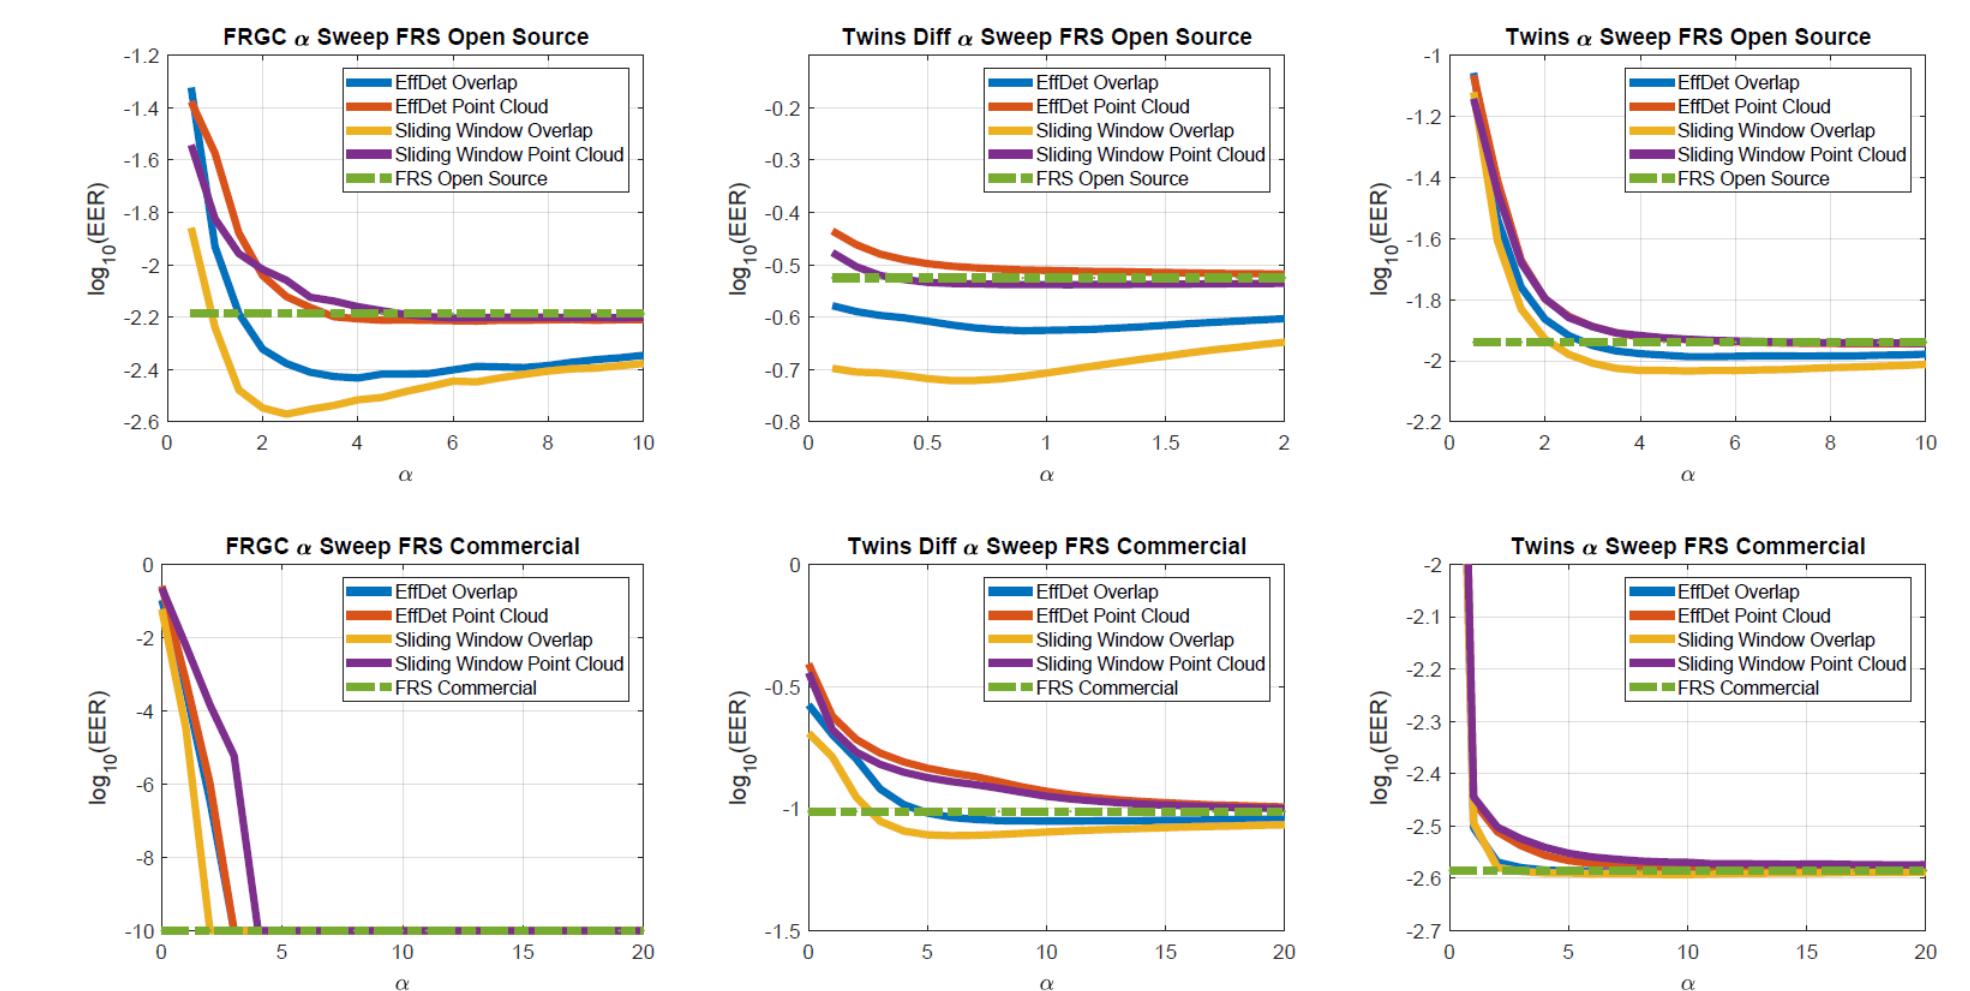 FRGC α Sweep FRS Open Source
-1.2
-1.4
-1.6
-1.8
-2
-2.2
-2.4
-2.6
log10(EER)
0 2 4 6 8 10
α
EffDet Overlap
EffDet Point Cloud
Sliding Window Overlap
Sliding Window Point Cloud
FRS Open Source
Twins Diff α Sweep FRS Open Source
-0.2
-0.3
-0.4
-0.5
-0.6
-0.7
-0.8
log10(EER)
0 0.5 1 1.5 2
α
EffDet Overlap
EffDet Point Cloud
Sliding Window Overlap
Sliding Window Point Cloud
FRS Open Source
Twins α Sweep FRS Open Source
-1
-1.2
-1.4
-1.6
-1.8
-2
-2.2
log10(EER)
0 2 4 6 8 10
α
EffDet Overlap
EffDet Point Cloud
Sliding Window Overlap
Sliding Window Point Cloud
FRS Open Source
FRGC α Sweep FRS Commercial
0
-2
-4
-6
-8
-10
log10(EER)
0 5 10 15 20
α
EffDet Overlap
EffDet Point Cloud
Sliding Window Overlap
Sliding Window Point Cloud
FRS Commercial
Twins Diff α Sweep FRS Commercial
0
-0.5
-1
-1.5
log10(EER)
0 5 10 15 20
α
EffDet Overlap
EffDet Point Cloud
Sliding Window Overlap
Sliding Window Point Cloud
FRS Commercial
Twins α Sweep FRS Commercial
-2
-2.1
-2.2
-2.3
-2.4
-2.5
-2.6
-2.7
log10(EER)
0 5 10 15 20
α
EffDet Overlap
EffDet Point Cloud
Sliding Window Overlap
Sliding Window Point Cloud
FRS Commercial